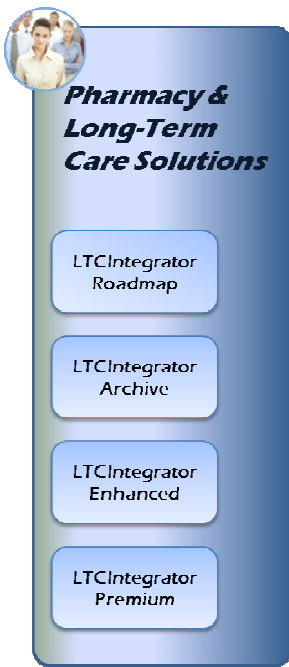 Pharmacy &
Long-Term
Care Solutions
LTCIntegrator
Roadmap
LTCIntegrator
Archive
LTCIntegrator
Enhanced
LTCIntegrator
Premium